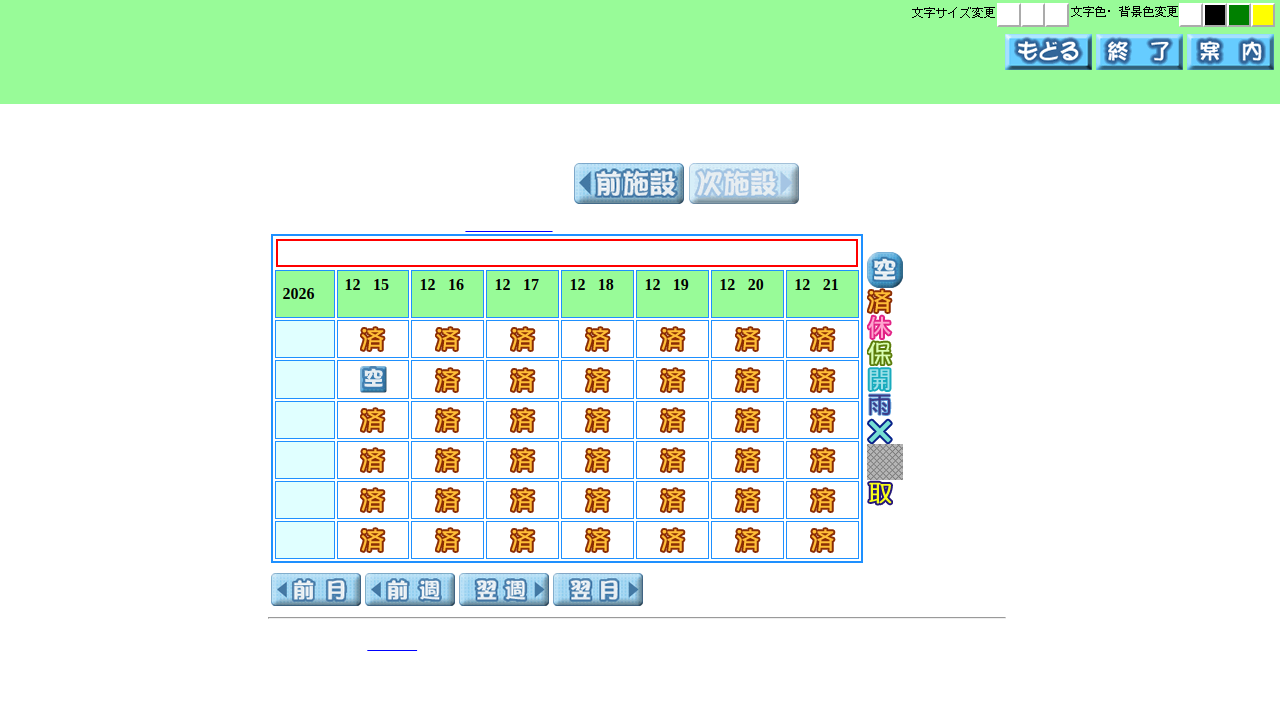 文字サイズ変更 文字色・背景色変更
もどる 終了 案内
前施設 次施設
2026 12 15 12 16 12 17 12 18 12 19 12 20 12 21
済 済 済 済 済 済 済
空 済 済 済 済 済 済
済 済 済 済 済 済 済
済 済 済 済 済 済 済
済 済 済 済 済 済 済
済 済 済 済 済 済 済
空
済
休
保
開
雨
×
取
前月 前週 翌週 翌月